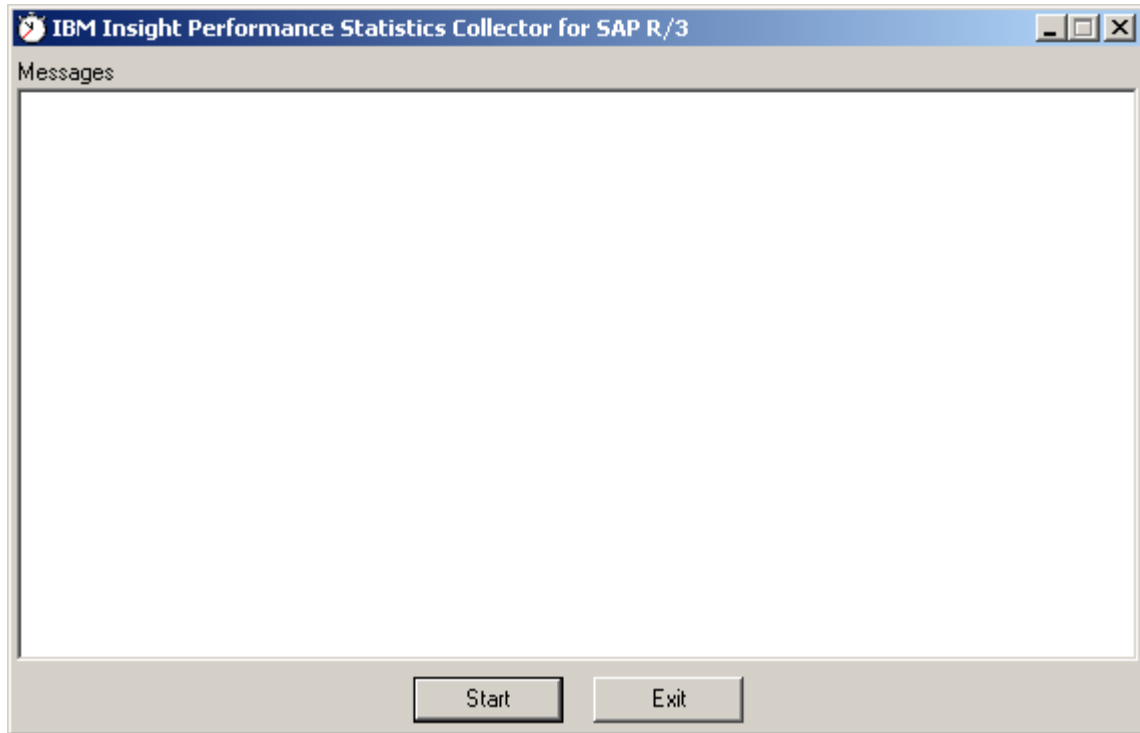 IBM Insight Performance Statistics Collector for SAP R/3
Messages
Start Exit